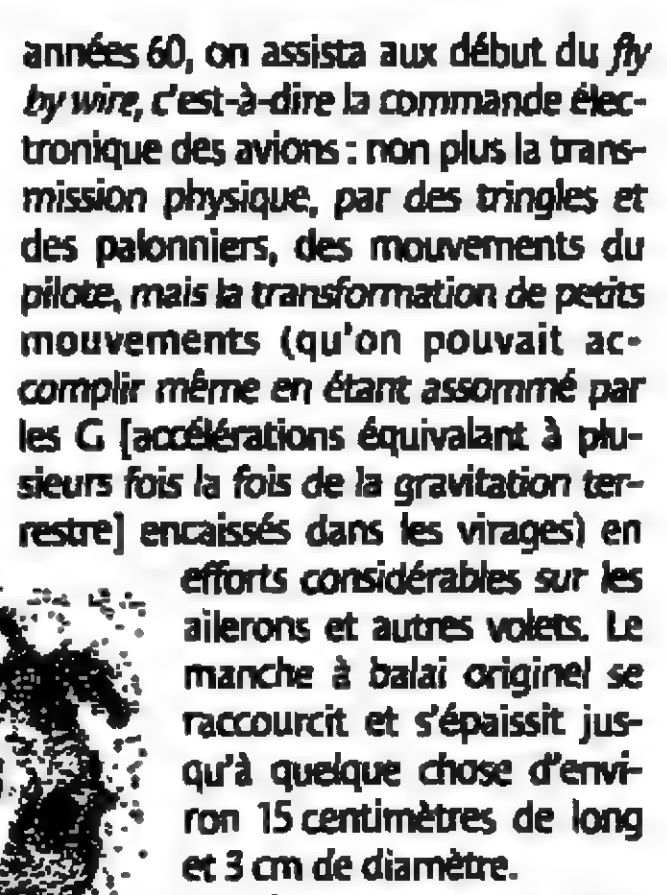 années 60, on assista aux début du fly
by wire, c'est-à-dire la commande élec-
tronique des avions : non plus la trans-
mission physique, par des tringles et
des palonniers, des mouvements du
pilote, mais la transformation de petits
mouvements (qu'on pouvait ac-
complir même en étant assommé par
les G [accélérations équivalant à plu-
sieurs fois la fois de la gravitation ter-
restre] encaissés dans les virages) en
efforts considérables sur les
ailerons et autres volets. Le
manche à balai originel se
raccourcit et s'épaissit jus-
qu'à quelque chose d'envi-
ron 15 centimètres de long
et 3 cm de diamètre.